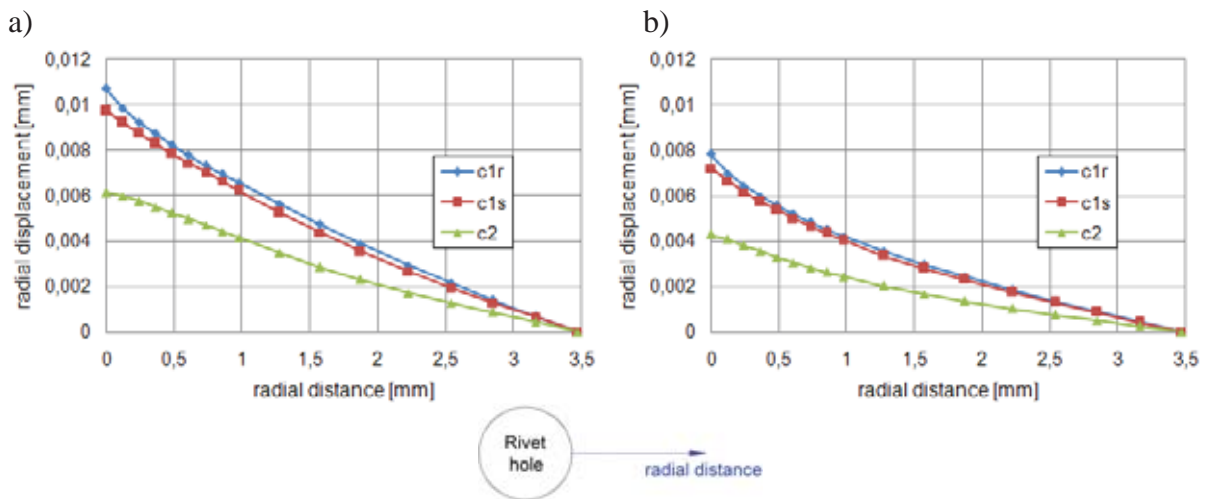 a)
radial displacement [mm]
0,012
0,01
0,008
0,006
0,004
0,002
0
0 0,5 1 1,5 2 2,5 3 3,5
radial distance [mm]
c1r
c1s
c2
b)
radial displacement [mm]
0,012
0,01
0,008
0,006
0,004
0,002
0
0 0,5 1 1,5 2 2,5 3 3,5
radial distance [mm]
c1r
c1s
c2
Rivet
hole
radial distance